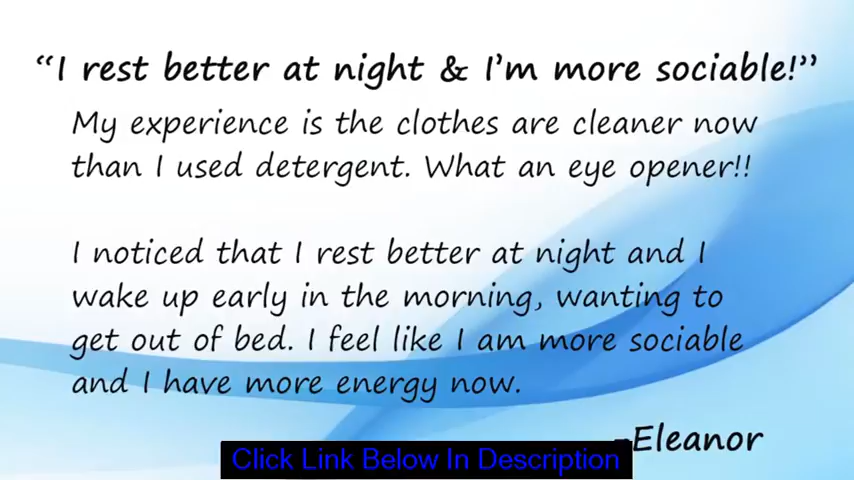 “I rest better at night & I’m more sociable!”
My experience is the clothes are cleaner now
than I used detergent. What an eye opener!!
I noticed that I rest better at night and I
wake up early in the morning, wanting to
get out of bed. I feel like I am more sociable
and I have more energy now.
-Eleanor
Click Link Below In Description